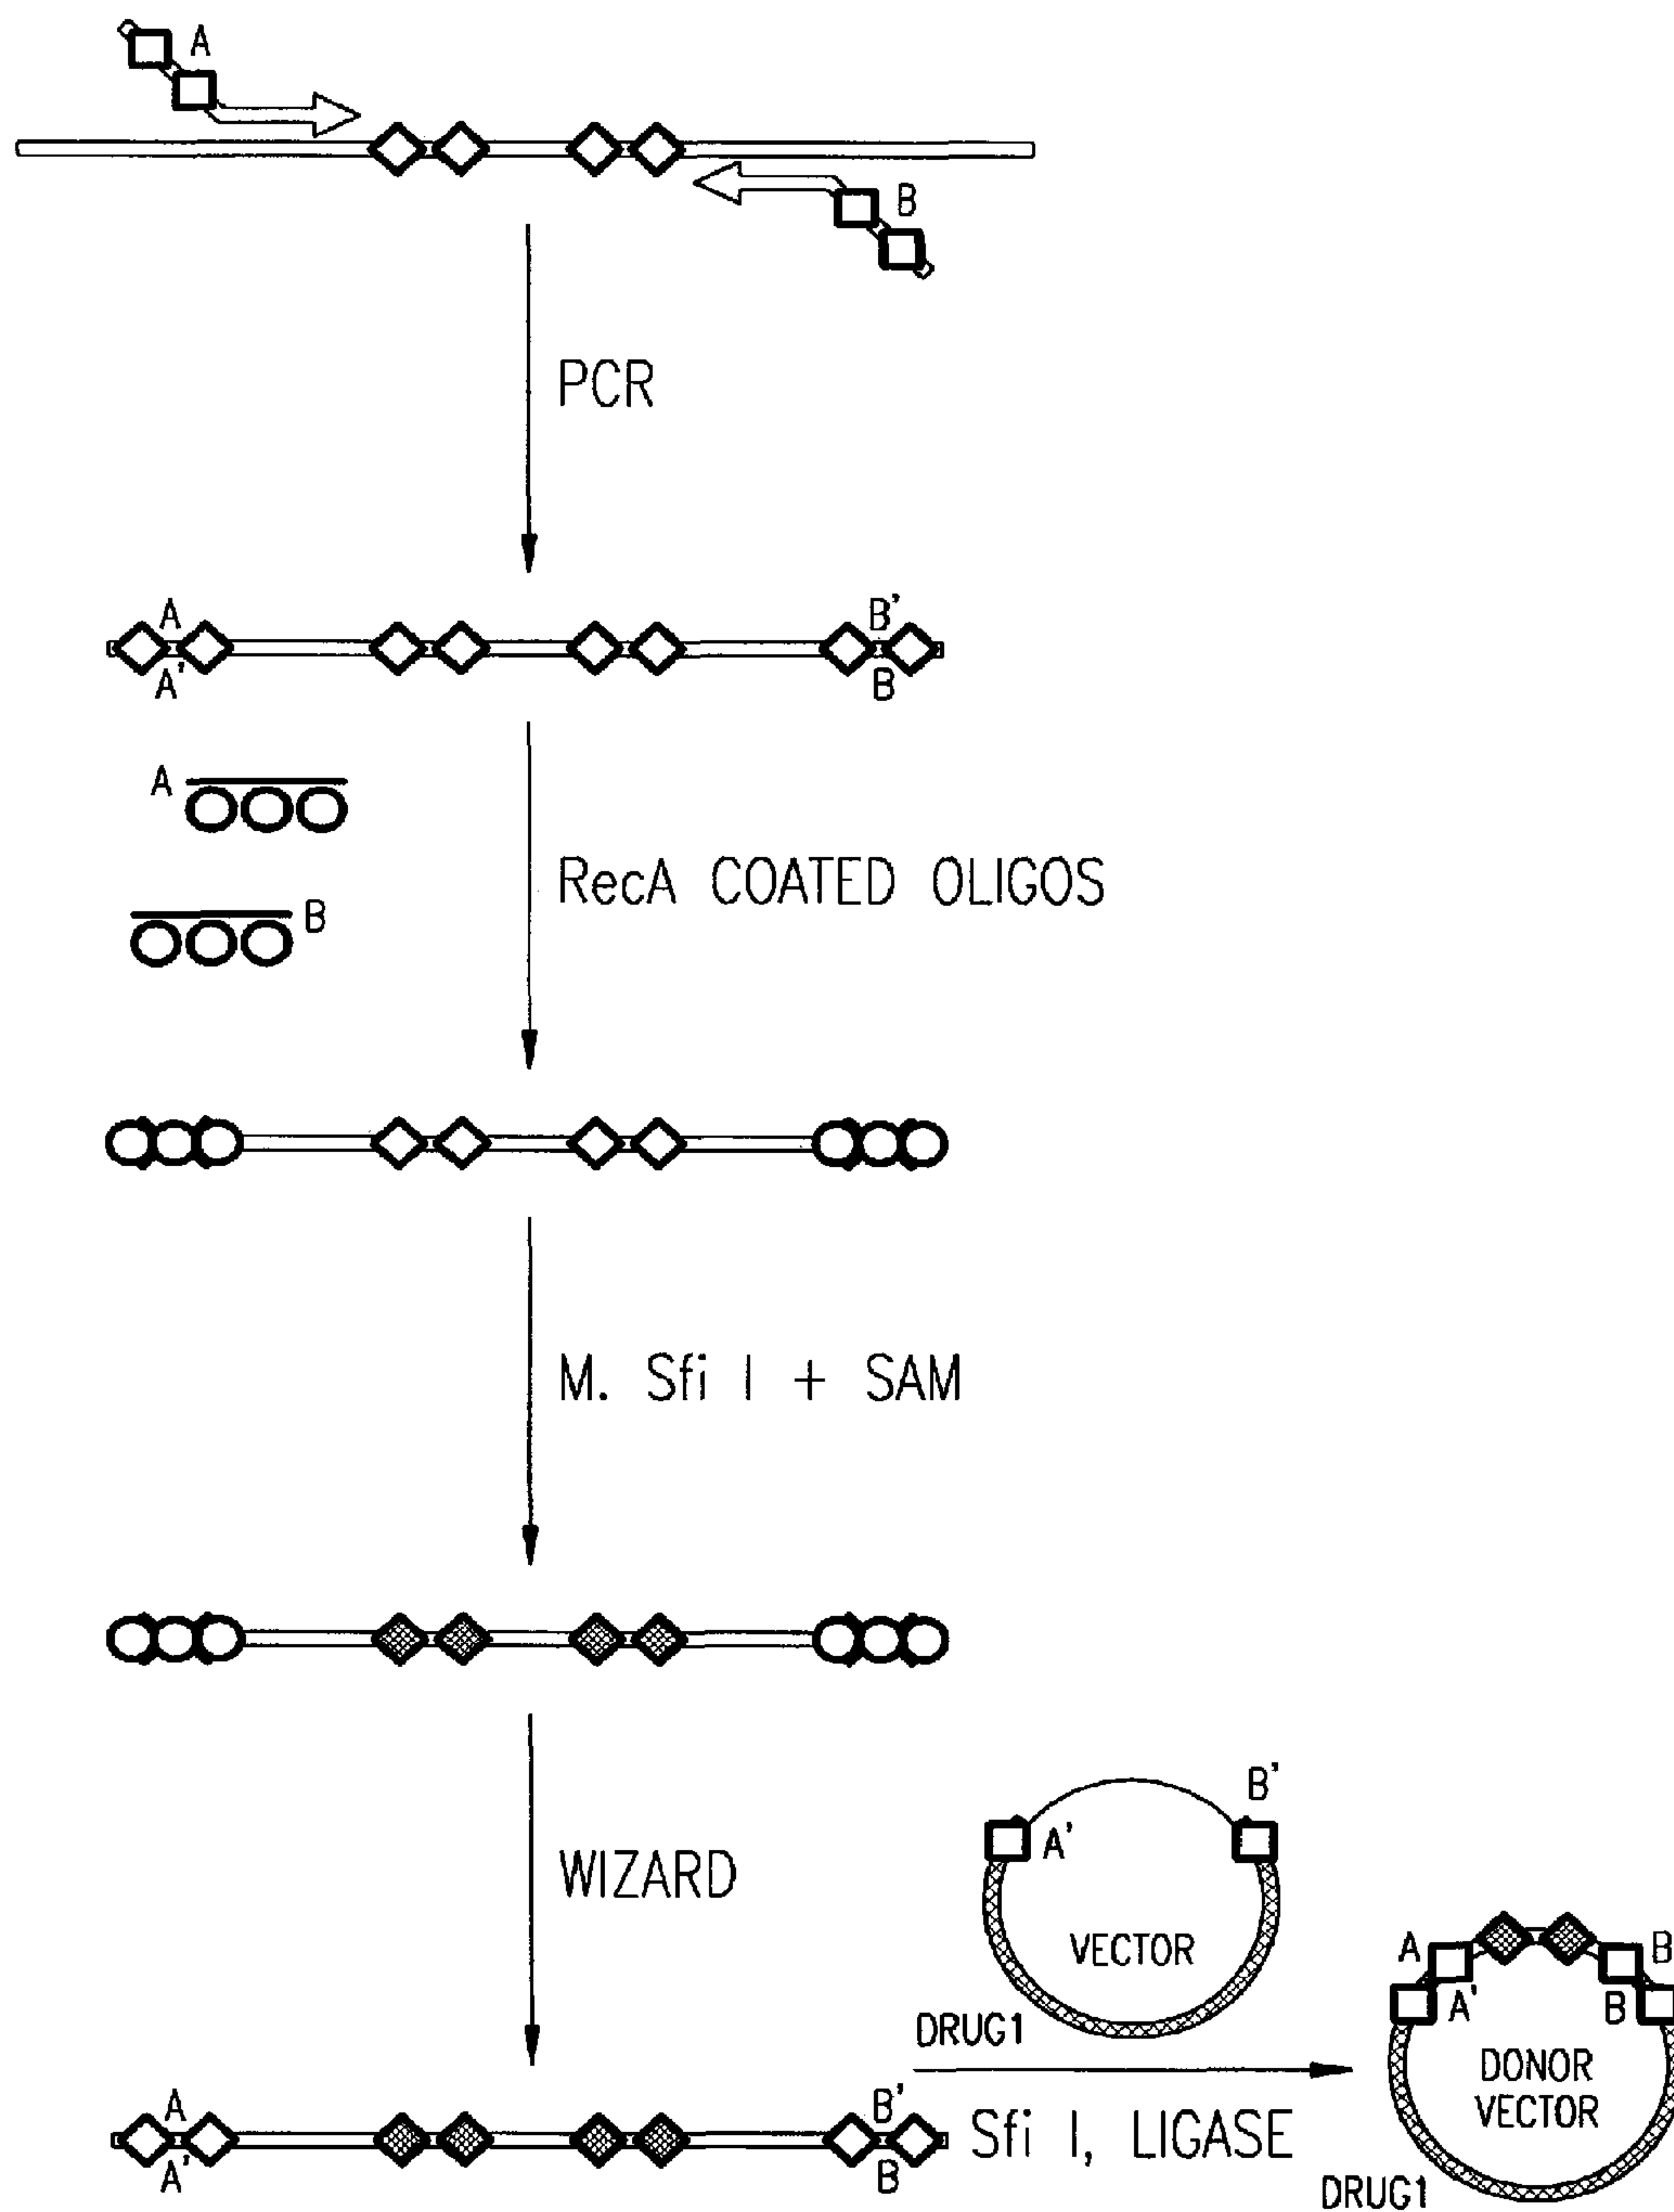 A
B
PCR
A
B'
A'
B
A
RecA COATED OLIGOS
B
M. Sfi I + SAM
B'
A'
WIZARD
VECTOR
A
B
DRUG1
A'
B
DONOR
VECTOR
A
B'
Sfi I, LIGASE
A'
B
DRUG1